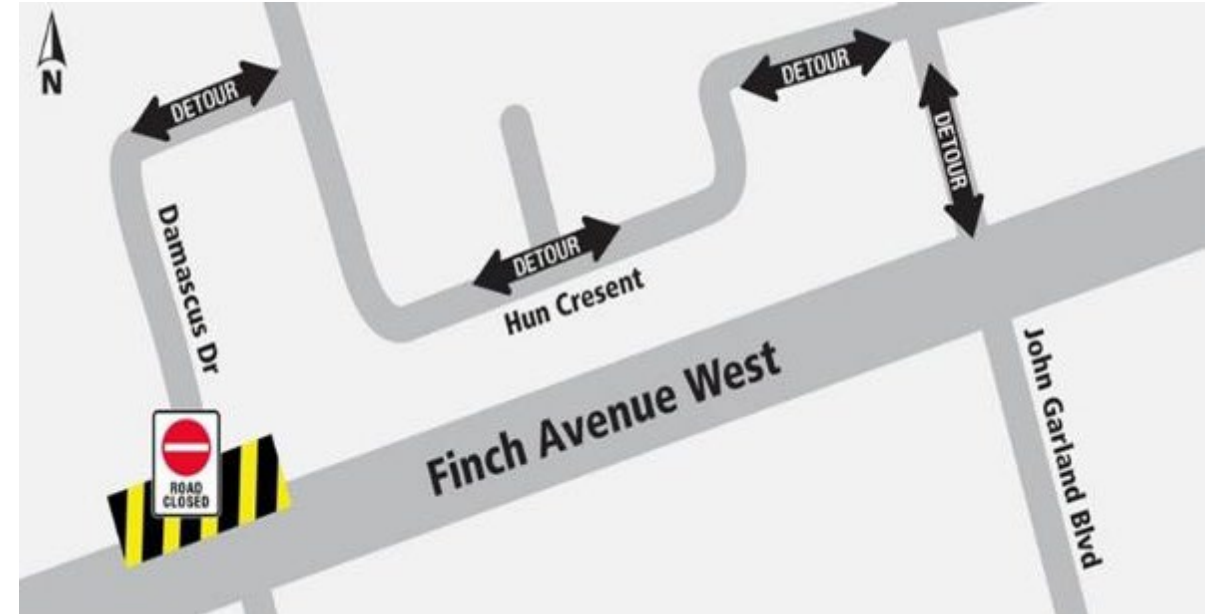 N
DETOUR
DETOUR
DETOUR
DETOUR
Damascus Dr
Hun Cresent
Finch Avenue West
John Garland Blvd
ROAD
CLOSED